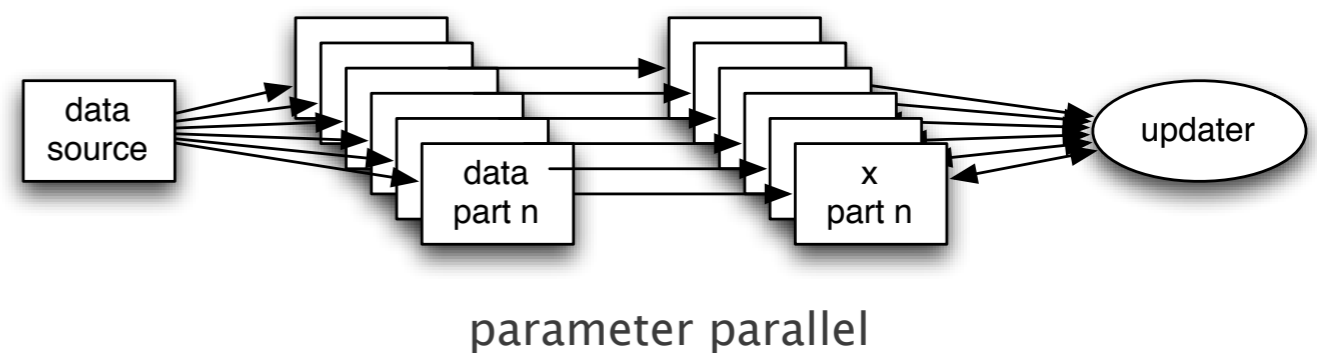 data
source
data
part n
x
part n
updater
parameter parallel